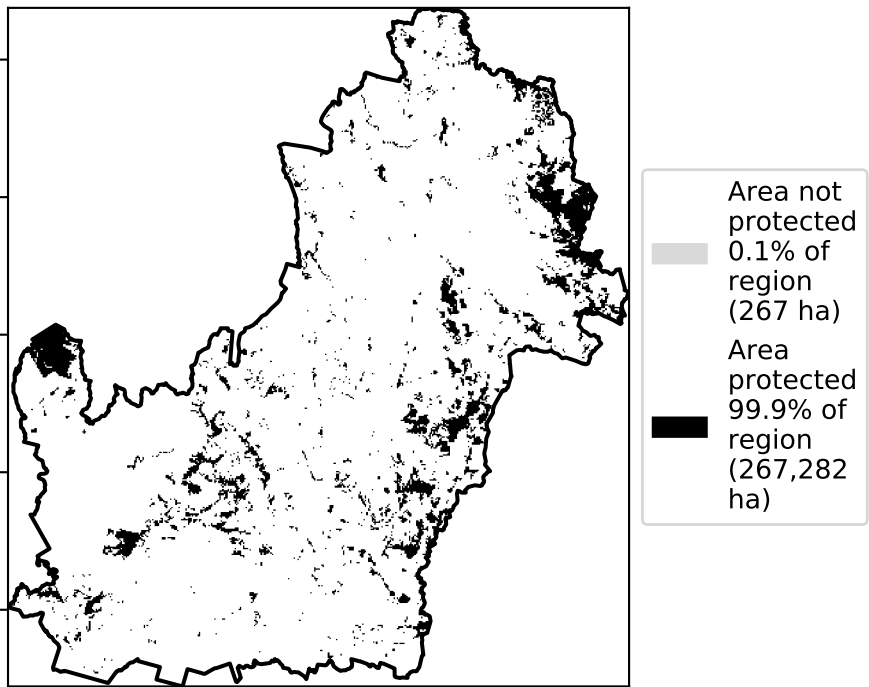 Area not
protected
0.1% of
region
(267 ha)
Area
protected
99.9% of
region
(267,282
ha)